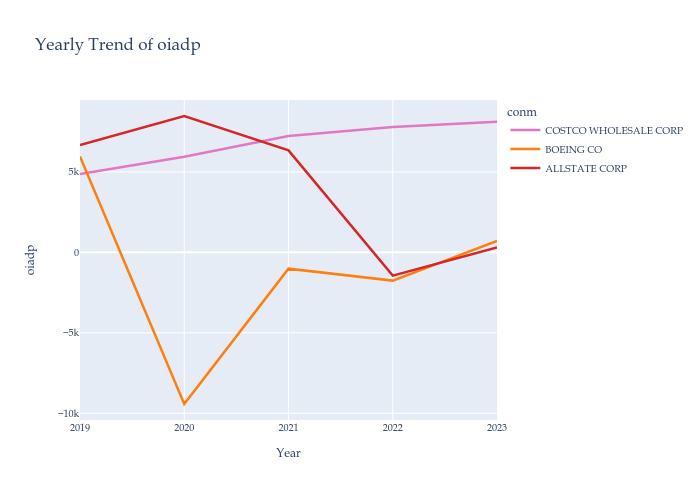 Yearly Trend of oiadp
conm
COSTCO WHOLESALE CORP
BOEING CO
ALLSTATE CORP
5k
0
−5k
−10k
oiadp
2019 2020 2021 2022 2023
Year